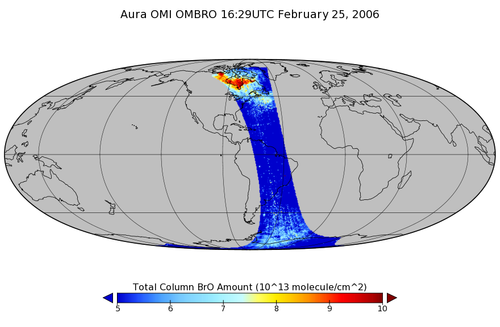 Aura OMI OMBRO 16:29UTC February 25, 2006
Total Column BrO Amount (10^13 molecule/cm^2)
5 6 7 8 9 10